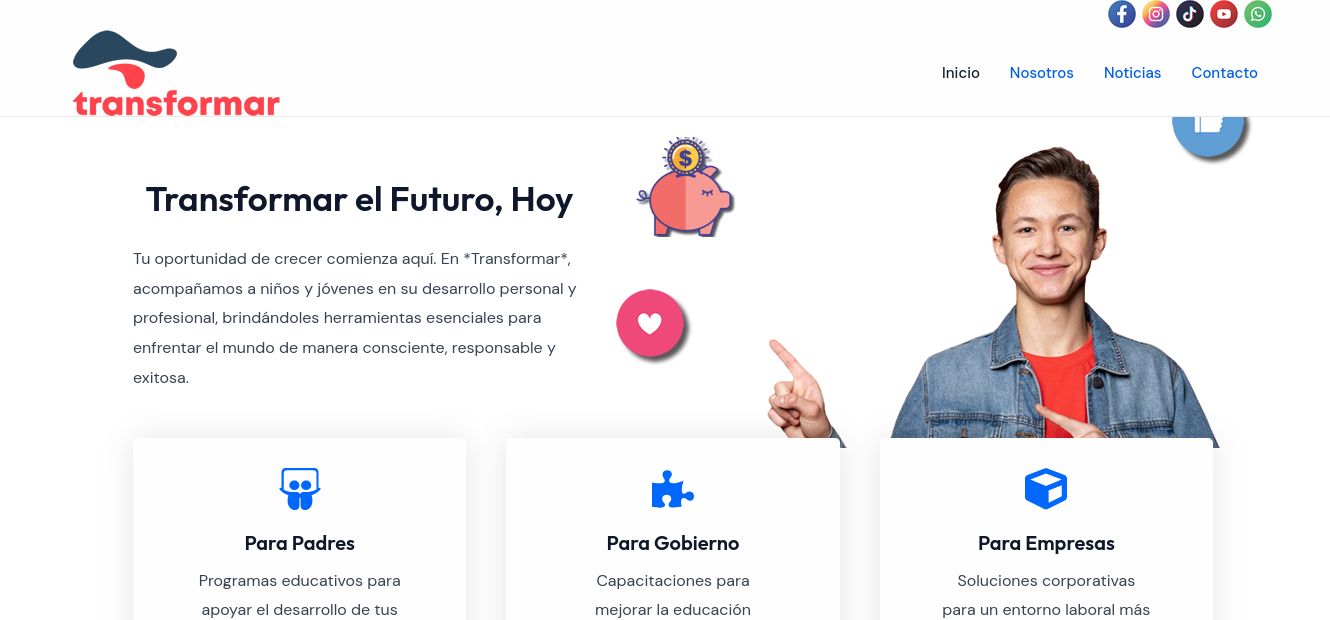 transformar
Inicio Nosotros Noticias Contacto
Transformar el Futuro, Hoy
$
Tu oportunidad de crecer comienza aquí. En *Transformar*,
acompañamos a niños y jóvenes en su desarrollo personal y
profesional, brindándoles herramientas esenciales para
enfrentar el mundo de manera consciente, responsable y
exitosa.
Para Padres
Programas educativos para
apoyar el desarrollo de tus
Para Gobierno
Capacitaciones para
mejorar la educación
Para Empresas
Soluciones corporativas
para un entorno laboral más